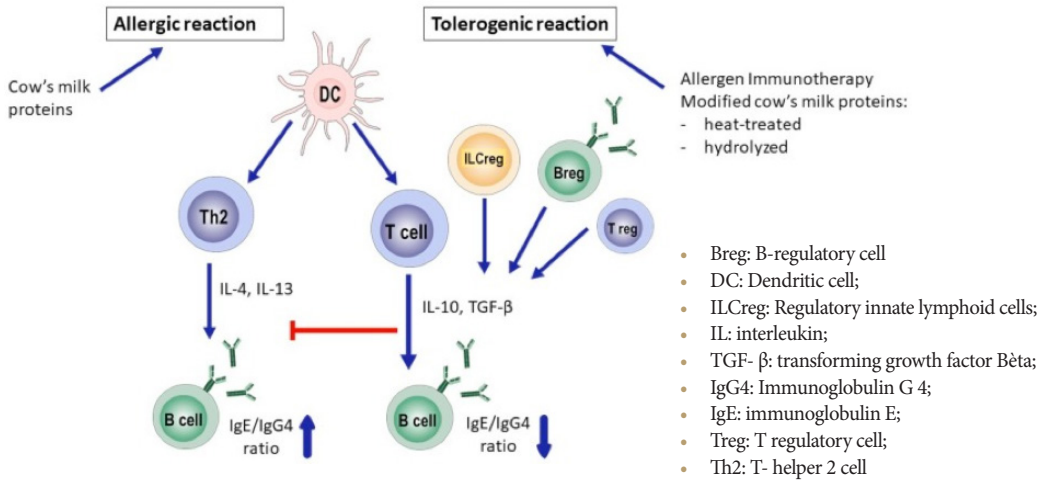 Allergic reaction
Tolerogenic reaction
Cow's milk
proteins
DC
Allergen Immunotherapy
Modified cow's milk proteins:
- heat-treated
- hydrolyzed
ILCreg
Breg
Th2
T cell
T reg
IL-4, IL-13
IL-10, TGF-β
B cell
IgE/IgG4
ratio
B cell
IgE/IgG4
ratio
• Breg: B-regulatory cell
• DC: Dendritic cell;
• ILCreg: Regulatory innate lymphoid cells;
• IL: interleukin;
• TGF- β: transforming growth factor Bèta;
• IgG4: Immunoglobulin G 4;
• IgE: immunoglobulin E;
• Treg: T regulatory cell;
• Th2: T- helper 2 cell